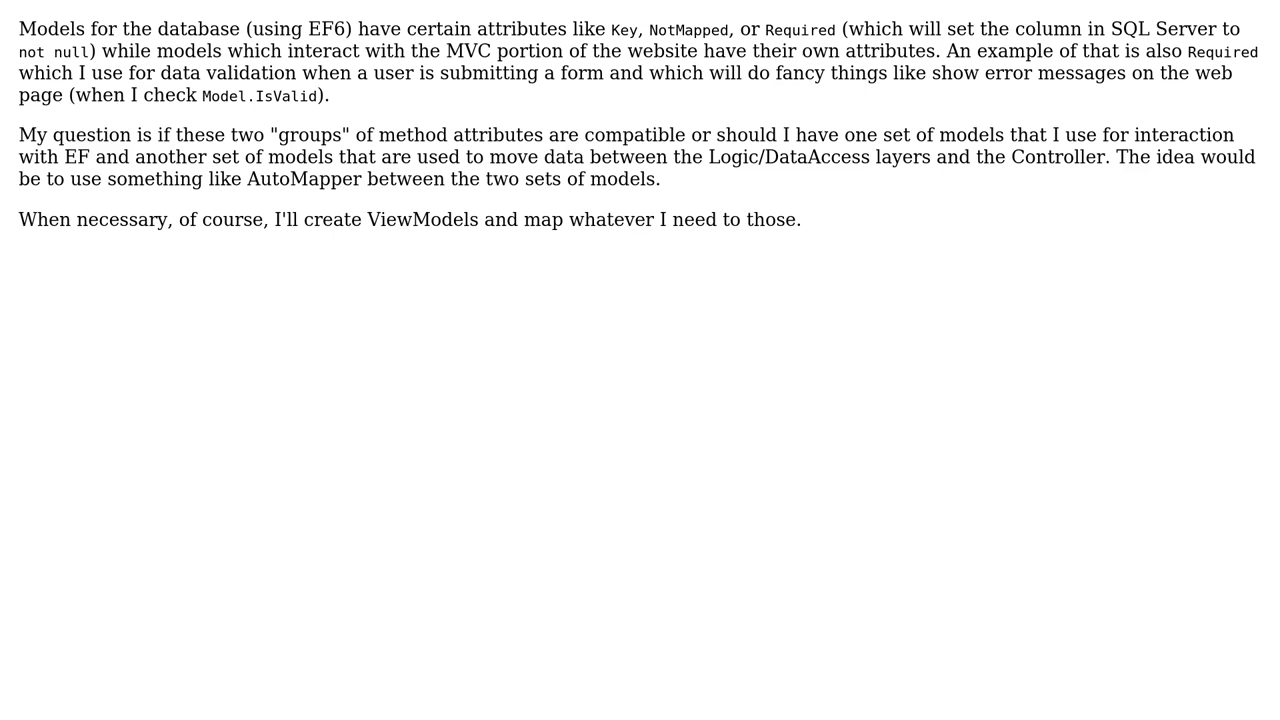 Models for the database (using EF6) have certain attributes like Key, NotMapped, or Required (which will set the column in SQL Server to
not null) while models which interact with the MVC portion of the website have their own attributes. An example of that is also Required
which I use for data validation when a user is submitting a form and which will do fancy things like show error messages on the web
page (when I check Model.IsValid).
My question is if these two "groups" of method attributes are compatible or should I have one set of models that I use for interaction
with EF and another set of models that are used to move data between the Logic/DataAccess layers and the Controller. The idea would
be to use something like AutoMapper between the two sets of models.
When necessary, of course, I'll create ViewModels and map whatever I need to those.